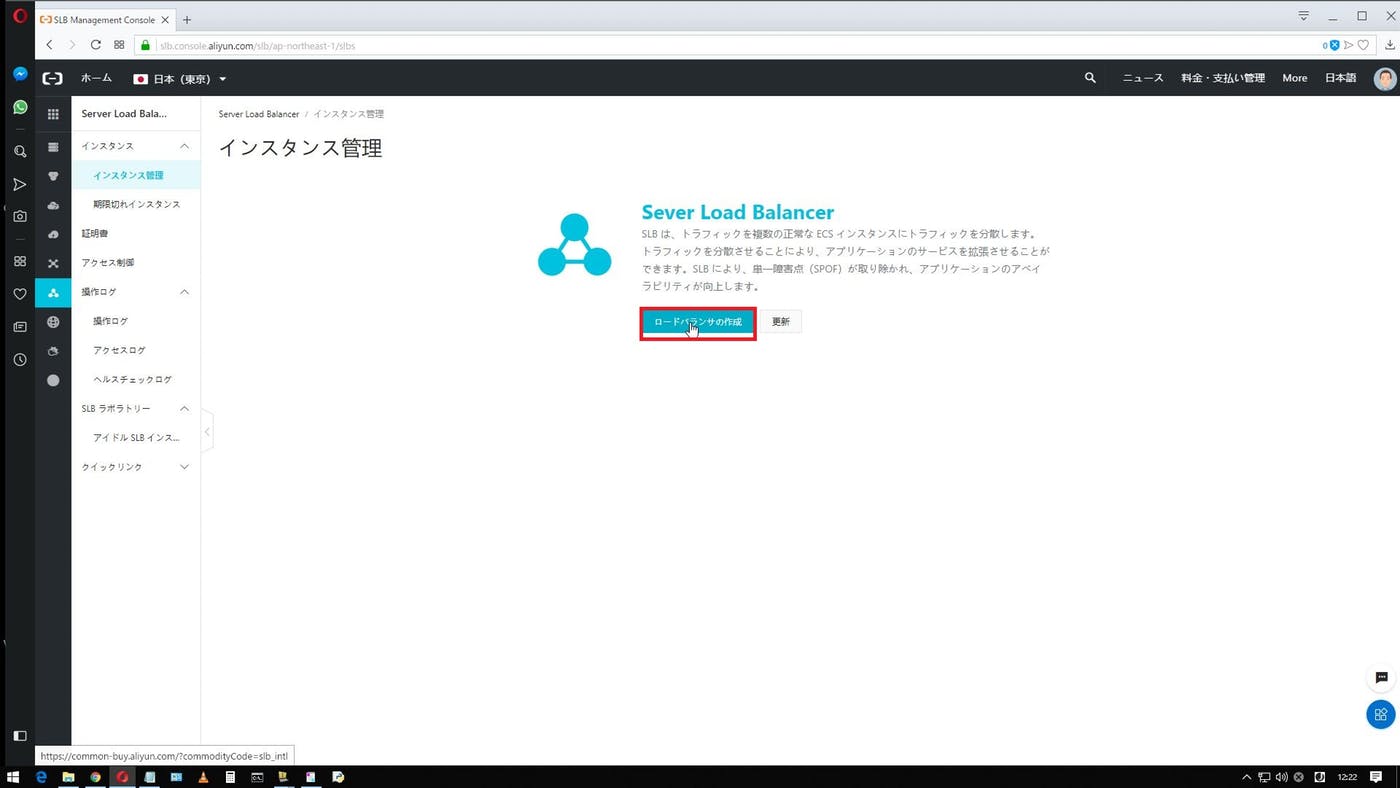 SLB Management Console
slb.console.aliyun.com/slb/ap-northeast-1/slbs
0
ホーム
日本（東京）
ニュース
料金・支払い管理
More
日本語
Server Load Bala...
インスタンス
インスタンス管理
期限切れインスタンス
証明書
アクセス制御
操作ログ
操作ログ
アクセスログ
ヘルスチェックログ
SLB ラボラトリー
アイドル SLB インス...
クイックリンク
Server Load Balancer / インスタンス管理
インスタンス管理
Sever Load Balancer
SLB は、トラフィックを複数の正常な ECS インスタンスにトラフィックを分散します。
トラフィックを分散させることにより、アプリケーションのサービスを拡張させることが
できます。SLB により、単一障害点（SPOF）が取り除かれ、アプリケーションのアベイ
ラビリティが向上します。
ロードバランサの作成
更新
https://common-buy.aliyun.com/?commodityCode=slb_intl
12:22